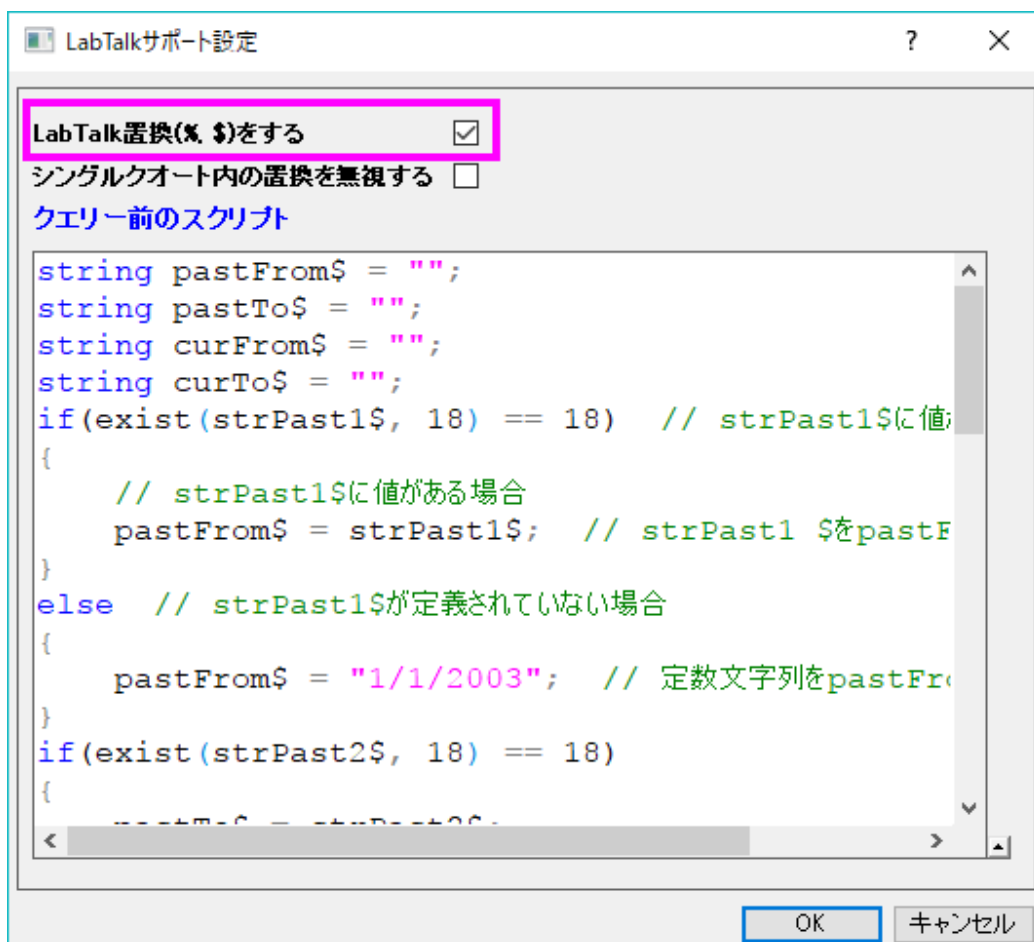 LabTalkサポート設定 ?
LabTalk置換(%, $)をする
シングルクオート内の置換を無視する
クエリー前のスクリプト
string pastFrom$ = "";
string pastTo$ = "";
string curFrom$ = "";
string curTo$ = "";
if(exist(strPast1$, 18) == 18)  // strPast1$に値
{
    // strPast1$に値がある場合
    pastFrom$ = strPast1$;  // strPast1 $をpastF
}
else  // strPast1$が定義されていない場合
{
    pastFrom$ = "1/1/2003";  // 定数文字列をpastFr
}
if(exist(strPast2$, 18) == 18)
{
    pastTo$ = strPast2$;
OK キャンセル